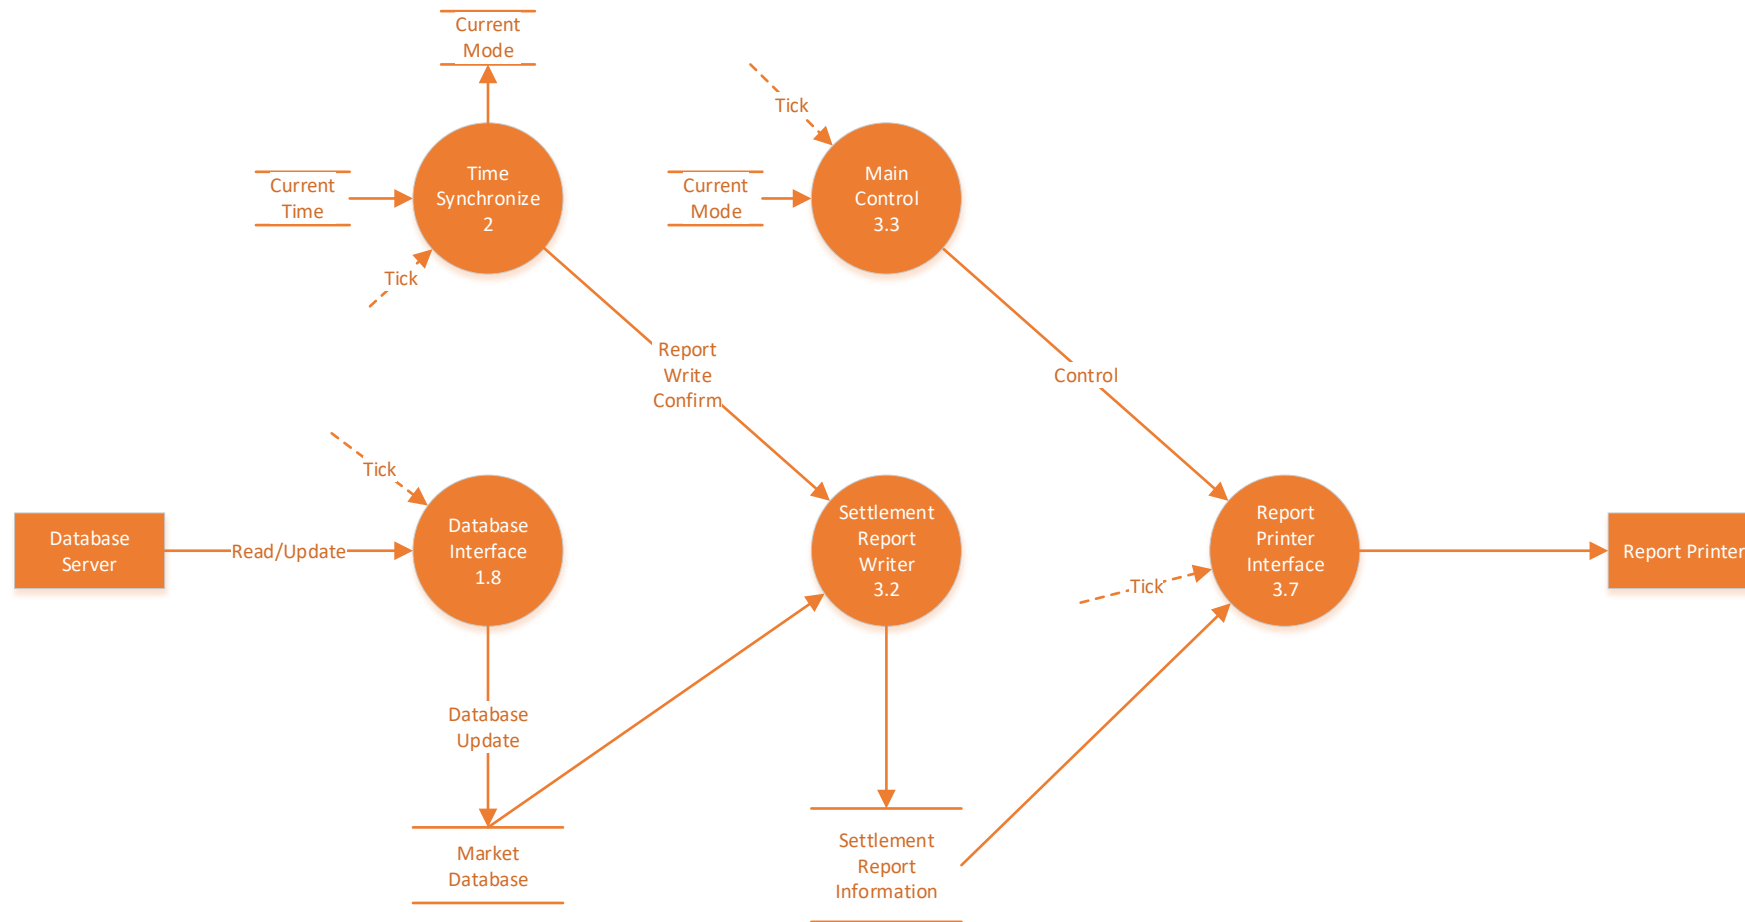 Current
Mode
Tick
Time
Synchronize
2
Current
Time
Tick
Main
Control
3.3
Current
Mode
Report
Write
Confirm
Control
Tick
Database
Server
Read/Update
Database
Interface
1.8
Settlement
Report
Writer
3.2
Report
Printer
Interface
3.7
Tick
Report Printer
Database
Update
Market
Database
Settlement
Report
Information